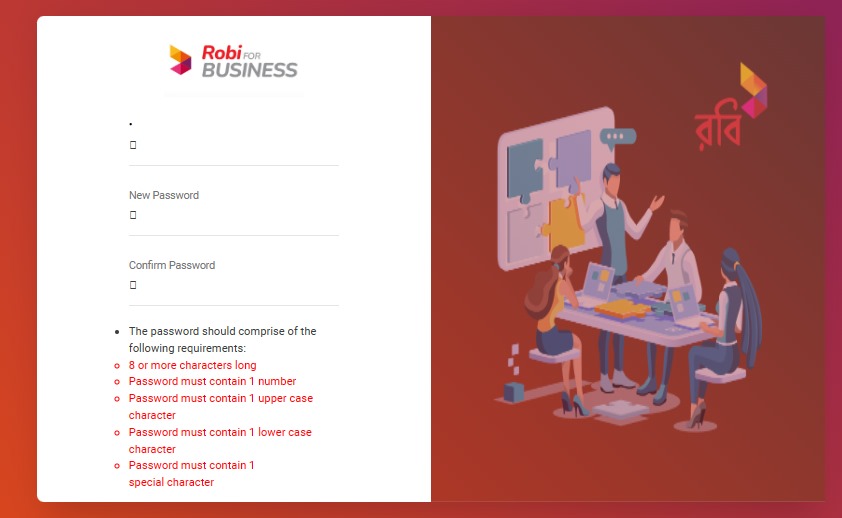 Robi FOR
BUSINESS
New Password
Confirm Password
The password should comprise of the
following requirements:
8 or more characters long
Password must contain 1 number
Password must contain 1 upper case
character
Password must contain 1 lower case
character
Password must contain 1
special character
রবি